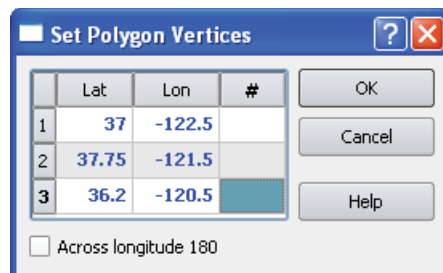 Set Polygon Vertices
Lat Lon #
1 37 -122.5
2 37.75 -121.5
3 36.2 -120.5
OK
Cancel
Help
Across longitude 180